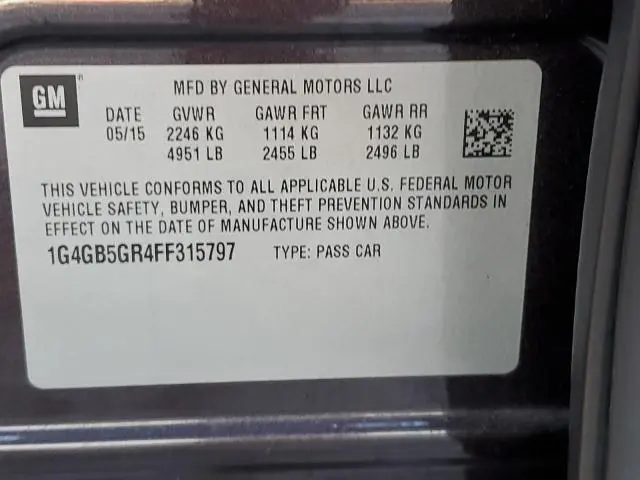 GM
MFD BY GENERAL MOTORS LLC
DATE GVWR GAWR FRT GAWR RR
05/15 2246 KG 1114 KG 1132 KG
4951 LB 2455 LB 2496 LB
THIS VEHICLE CONFORMS TO ALL APPLICABLE U.S. FEDERAL MOTOR
VEHICLE SAFETY, BUMPER, AND THEFT PREVENTION STANDARDS IN
EFFECT ON THE DATE OF MANUFACTURE SHOWN ABOVE.
1G4GB5GR4FF315797 TYPE: PASS CAR